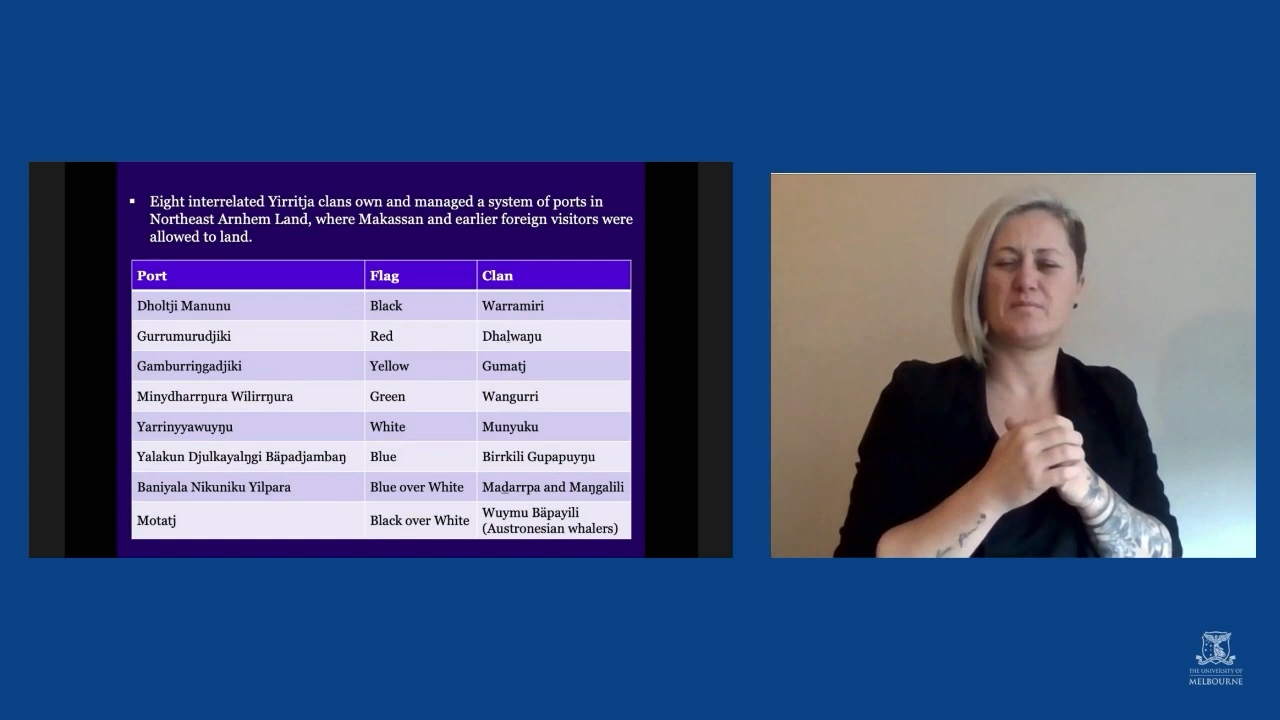 ▪ Eight interrelated Yirritja clans own and managed a system of ports in
Northeast Arnhem Land, where Makassan and earlier foreign visitors were
allowed to land.
Port Flag Clan
Dholtji Manunu Black Warramiri
Gurrumurudjiki Red Dhaḻwaŋu
Gamburriŋgadjiki Yellow Gumatj
Minydharrŋura Wilirrŋura Green Wangurri
Yarrinyyawuyŋu White Munyuku
Yalakun Djulkayalŋgi Bäpadjambaŋ Blue Birrkili Gupapuyŋu
Baniyala Nikuniku Yilpara Blue over White Maḏarrpa and Maŋgalili
Motatj Black over White Wuymu Bäpayili
(Austronesian whalers)
THE UNIVERSITY OF
MELBOURNE